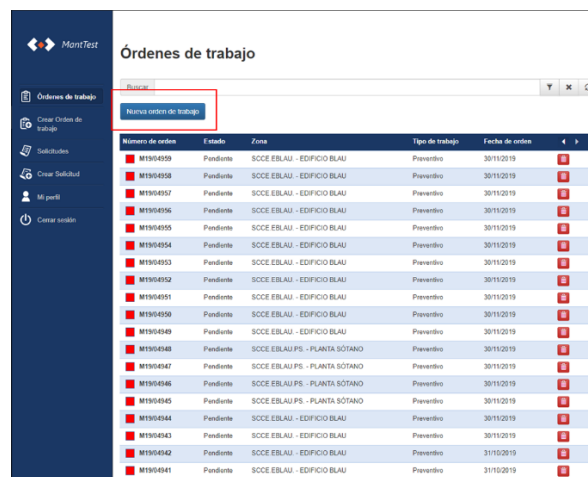 MantTest
Órdenes de trabajo
Crear Orden de
trabajo
Solicitudes
Crear Solicitud
Mi perfil
Cerrar sesión
Órdenes de trabajo
Buscar
Nueva orden de trabajo
Número de orden Estado Zona Tipo de trabajo Fecha de orden
M19/04959 Pendiente SCCE.EBLAU. - EDIFICIO BLAU Preventivo 30/11/2019
M19/04958 Pendiente SCCE.EBLAU. - EDIFICIO BLAU Preventivo 30/11/2019
M19/04957 Pendiente SCCE.EBLAU. - EDIFICIO BLAU Preventivo 30/11/2019
M19/04956 Pendiente SCCE.EBLAU. - EDIFICIO BLAU Preventivo 30/11/2019
M19/04955 Pendiente SCCE.EBLAU. - EDIFICIO BLAU Preventivo 30/11/2019
M19/04954 Pendiente SCCE.EBLAU. - EDIFICIO BLAU Preventivo 30/11/2019
M19/04953 Pendiente SCCE.EBLAU. - EDIFICIO BLAU Preventivo 30/11/2019
M19/04952 Pendiente SCCE.EBLAU. - EDIFICIO BLAU Preventivo 30/11/2019
M19/04951 Pendiente SCCE.EBLAU. - EDIFICIO BLAU Preventivo 30/11/2019
M19/04950 Pendiente SCCE.EBLAU. - EDIFICIO BLAU Preventivo 30/11/2019
M19/04949 Pendiente SCCE.EBLAU. - EDIFICIO BLAU Preventivo 30/11/2019
M19/04948 Pendiente SCCE.EBLAU.PS. - PLANTA SÓTANO Preventivo 30/11/2019
M19/04947 Pendiente SCCE.EBLAU.PS. - PLANTA SÓTANO Preventivo 30/11/2019
M19/04946 Pendiente SCCE.EBLAU.PS. - PLANTA SÓTANO Preventivo 30/11/2019
M19/04945 Pendiente SCCE.EBLAU.PS. - PLANTA SÓTANO Preventivo 30/11/2019
M19/04944 Pendiente SCCE.EBLAU. - EDIFICIO BLAU Preventivo 30/11/2019
M19/04943 Pendiente SCCE.EBLAU. - EDIFICIO BLAU Preventivo 30/11/2019
M19/04942 Pendiente SCCE.EBLAU. - EDIFICIO BLAU Preventivo 31/10/2019
M19/04941 Pendiente SCCE.EBLAU. - EDIFICIO BLAU Preventivo 31/10/2019